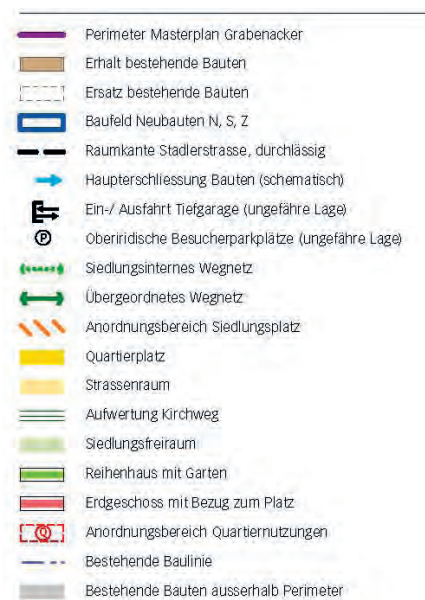 Perimeter Masterplan Grabenacker
Erhalt bestehende Bauten
Ersatz bestehende Bauten
Baufeld Neubauten N, S, Z
Raumkante Stadlerstrasse, durchlässig
Haupterschliessung Bauten (schematisch)
Ein-/ Ausfahrt Tiefgarage (ungefähre Lage)
P Oberiridische Besucherparkplätze (ungefähre Lage)
Siedlungsinternes Wegnetz
Übergeordnetes Wegnetz
Anordnungsbereich Siedlungsplatz
Quartierplatz
Strassenraum
Aufwertung Kirchweg
Siedlungsfreiraum
Reihenhaus mit Garten
Erdgeschoss mit Bezug zum Platz
Q Anordnungsbereich Quartiernutzungen
Bestehende Baulinie
Bestehende Bauten ausserhalb Perimeter